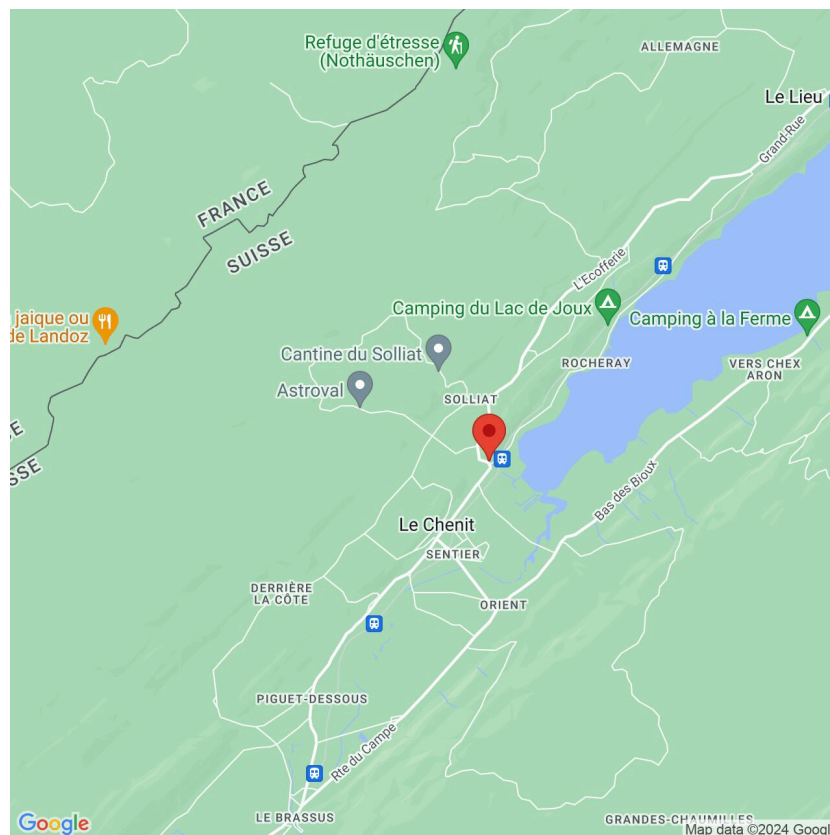 Refuge d'étresse
(Nothäuschen)
ALLEMAGNE
Le Lieu
Grand-Rue
FRANCE
SUISSE
L'Ecofferie
jaique ou
de Landoz
Camping du Lac de Joux
Camping à la Ferme
Cantine du Solliat
ROCHERAY
VERS CHEX
ARON
Astroval
SOLLIAT
SSE
Bas des Bioux
Le Chenit
SENTIER
DERRIÈRE
LA CÔTE
ORIENT
PIGUET-DESSOUS
Rte du Campe
LE BRASSUS
GRANDES-CHAUMILLES
Google
Map data ©2024 Google